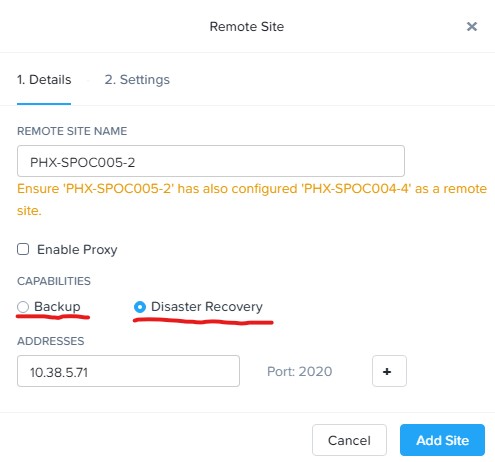 Remote Site
×
1. Details
2. Settings
REMOTE SITE NAME
PHX-SPOC005-2
Ensure 'PHX-SPOC005-2' has also configured 'PHX-SPOC004-4' as a remote
site.
Enable Proxy
CAPABILITIES
Backup
Disaster Recovery
ADDRESSES
10.38.5.71
Port: 2020
+
Cancel
Add Site